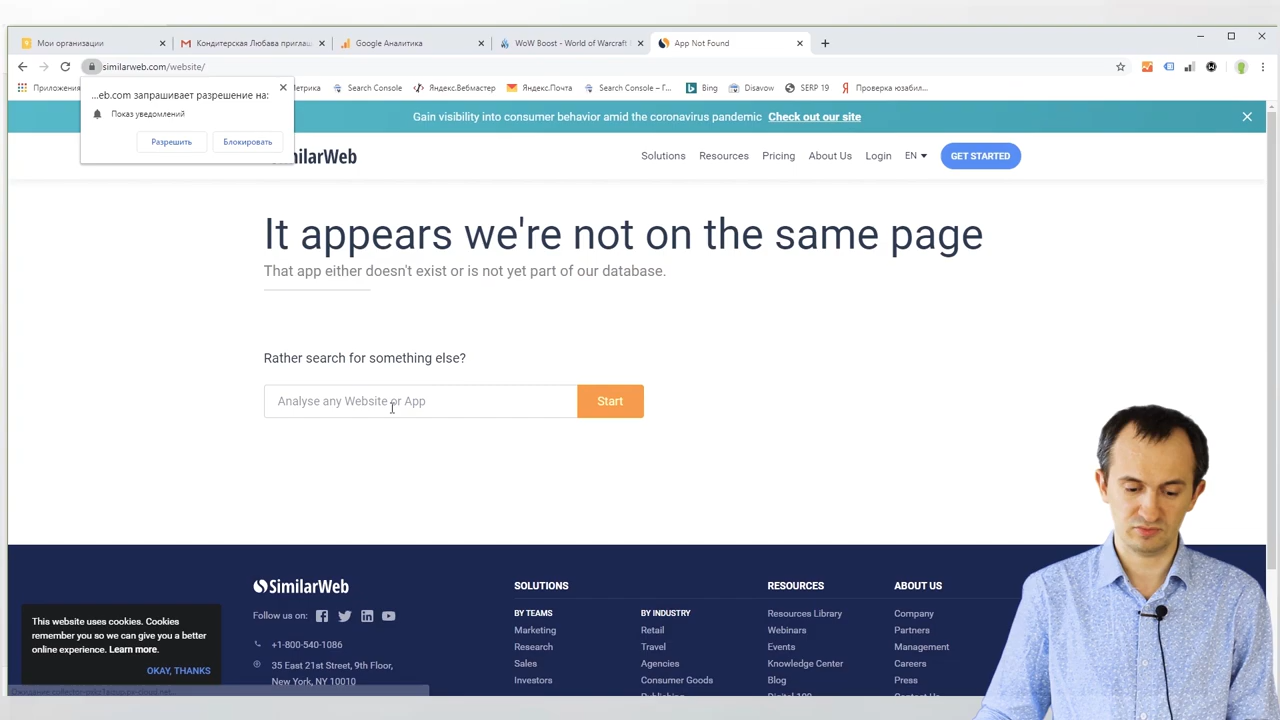 Мои организации
Кондитерская Любава приглаш
Google Аналитика
WoW Boost - World of Warcraft
App Not Found
similarweb.com/website/
Приложения
Search Console
Яндекс.Вебмастер
Яндекс.Почта
Search Console – Г...
Bing
Disavow
SERP 19
Проверка юзабил...
...eb.com запрашивает разрешение на:
Показ уведомлений
Разрешить
Блокировать
Gain visibility into consumer behavior amid the coronavirus pandemic Check out our site
Solutions
Resources
Pricing
About Us
Login
EN
GET STARTED
It appears we're not on the same page
That app either doesn't exist or is not yet part of our database.
Rather search for something else?
Analyse any Website or App
Start
SimilarWeb
Follow us on:
+1-800-540-1086
35 East 21st Street, 9th Floor,
New York, NY 10010
SOLUTIONS
BY TEAMS
Marketing
Research
Sales
Investors
BY INDUSTRY
Retail
Travel
Agencies
Consumer Goods
Publishing
RESOURCES
Resources Library
Webinars
Events
Knowledge Center
Blog
Digital 100
ABOUT US
Company
Partners
Management
Careers
Press
Contact Us
This website uses cookies. Cookies
remember you so we can give you a better
online experience. Learn more.
OKAY, THANKS